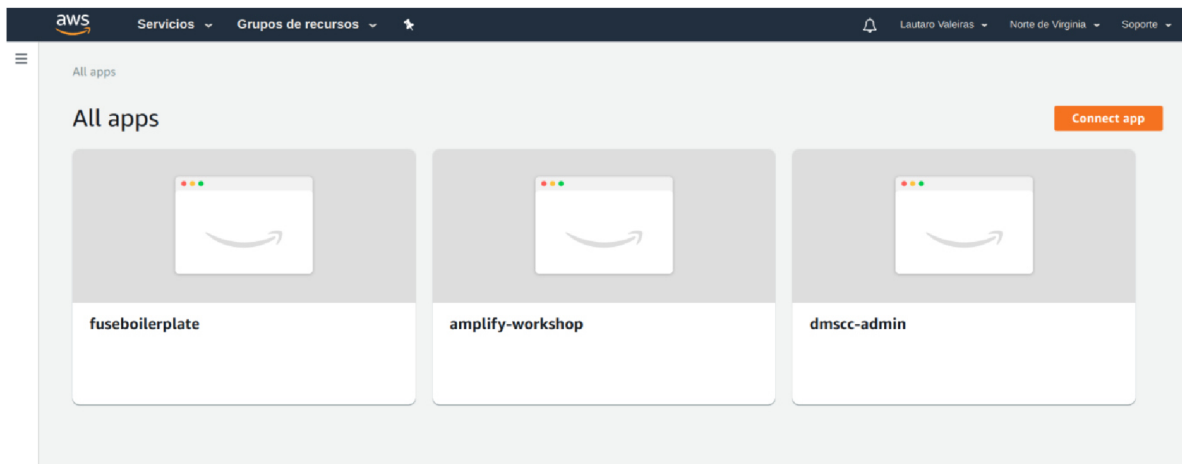 aws Servicios Grupos de recursos Lautaro Valeiras Norte de Virginia Soporte
All apps
All apps Connect app
fuseboilerplate amplify-workshop dmscc-admin